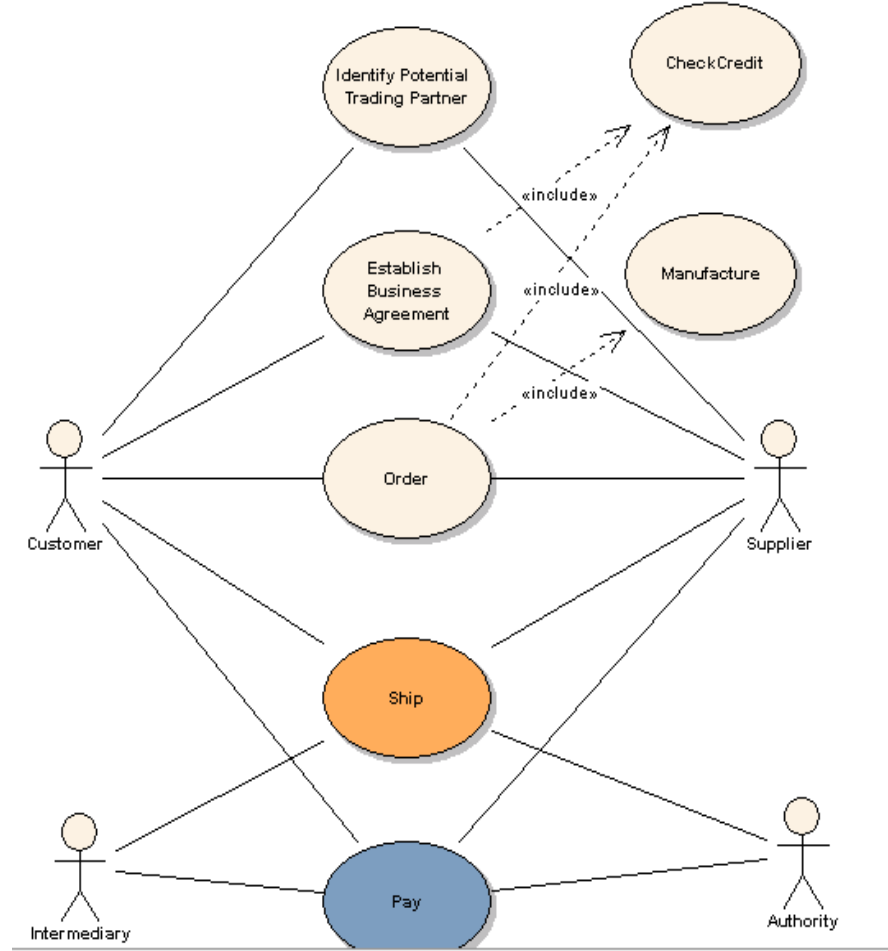 Identify Potential
Trading Partner
CheckCredit
«include»
Establish
Business
Agreement
Manufacture
«include»
«include»
Order
Customer
Supplier
Ship
Pay
Intermediary
Authority